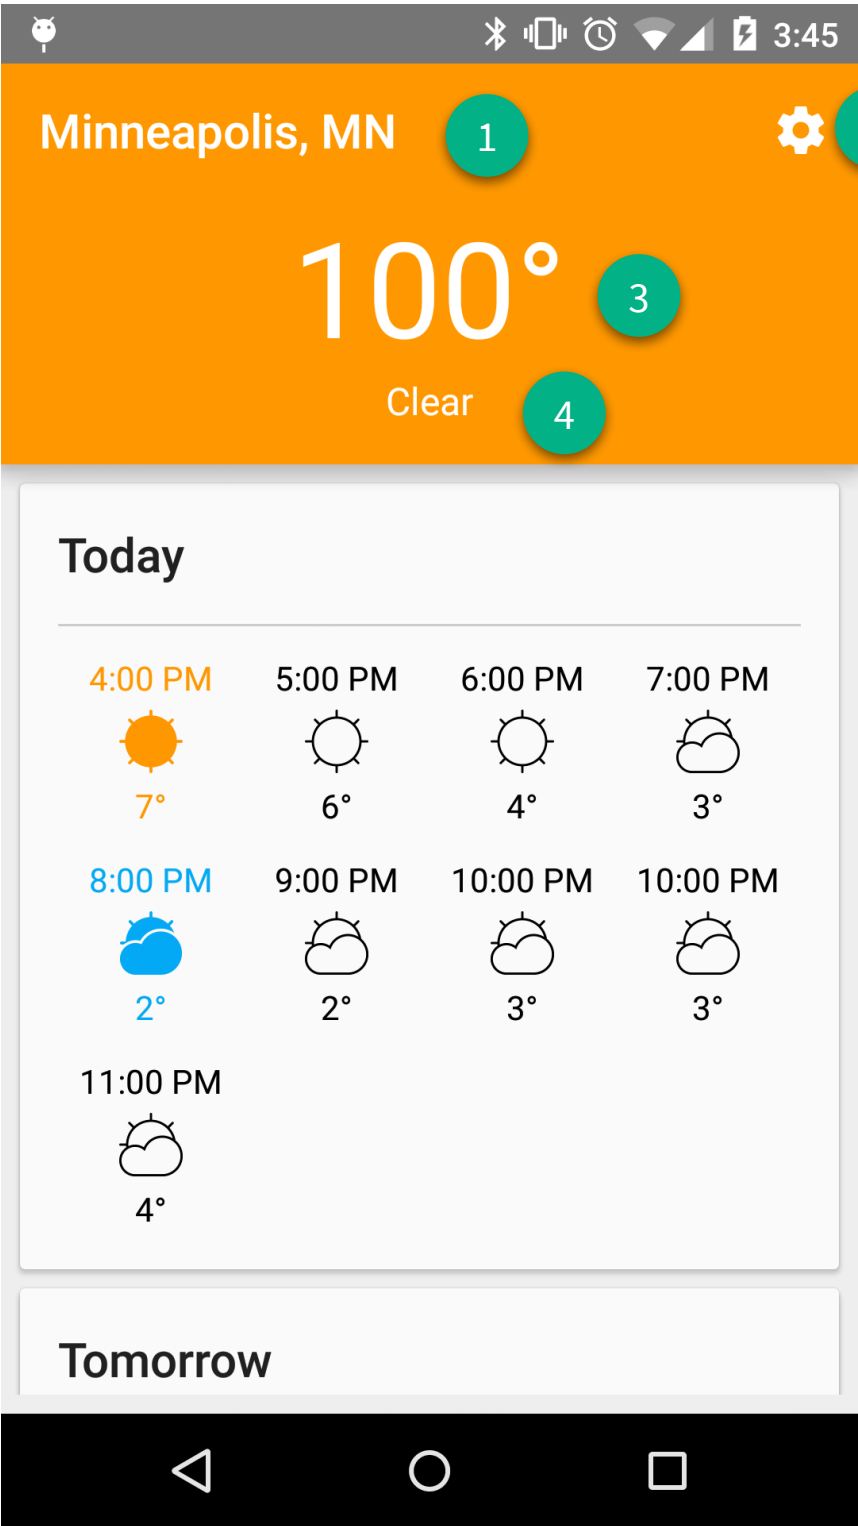 3:45
Minneapolis, MN 1
100° 3
Clear 4
Today
4:00 PM 5:00 PM 6:00 PM 7:00 PM
7° 6° 4° 3°
8:00 PM 9:00 PM 10:00 PM 10:00 PM
2° 2° 3° 3°
11:00 PM
4°
Tomorrow